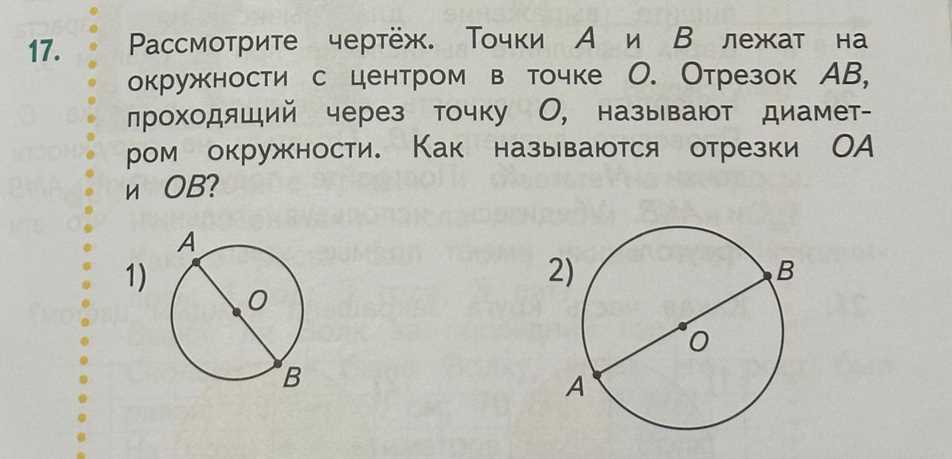 17. Рассмотрите чертёж. Точки A и B лежат на
окружности с центром в точке O. Отрезок AB,
проходящий через точку O, называют диамет-
ром окружности. Как называются отрезки OA
и OB?
1)
A
O
B
2)
B
O
A